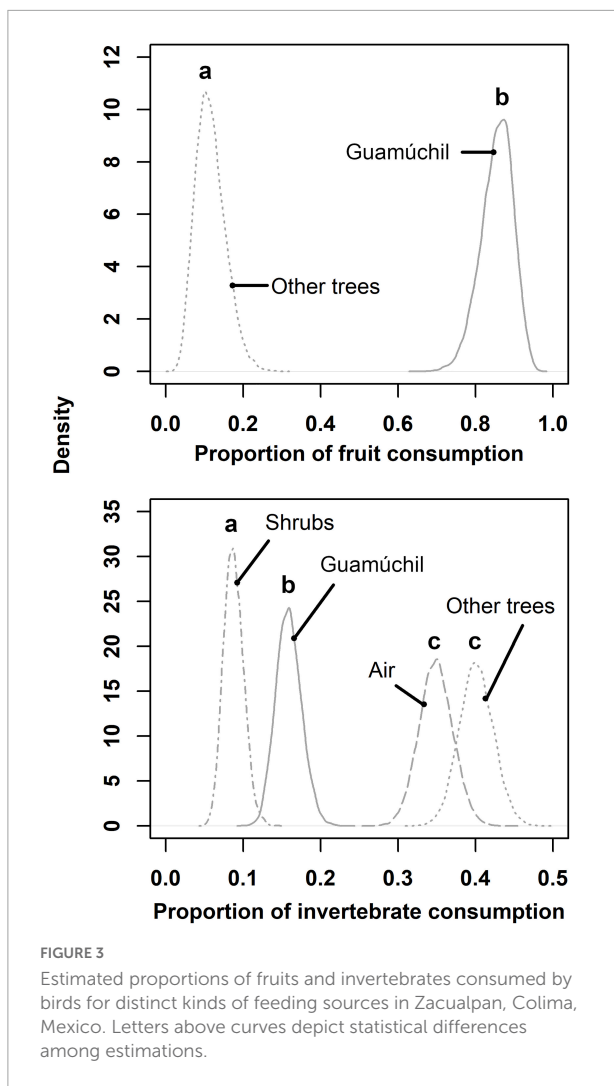 12
10
8
6
4
2
0
a
b
Guamúchil
Other trees
0.0 0.2 0.4 0.6 0.8 1.0
Proportion of fruit consumption
Density
35
30
25
20
15
10
5
0
a
Shrubs
b
Guamúchil
Other trees
c c
Air
0.0 0.1 0.2 0.3 0.4 0.5
Proportion of invertebrate consumption
FIGURE 3
Estimated proportions of fruits and invertebrates consumed by
birds for distinct kinds of feeding sources in Zacualpan, Colima,
Mexico. Letters above curves depict statistical differences
among estimations.